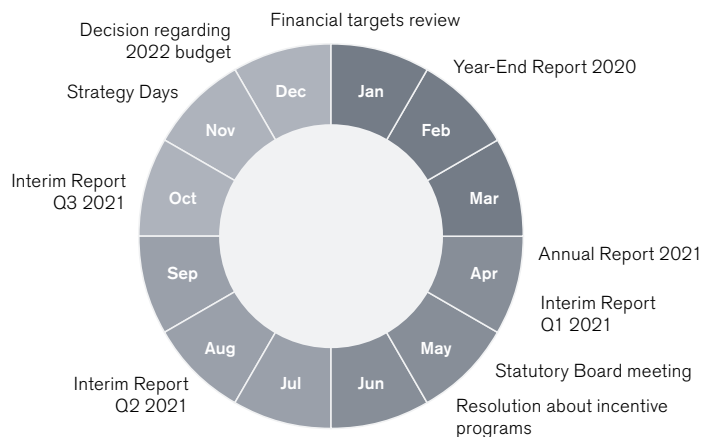 Financial targets review
Decision regarding
2022 budget
Year-End Report 2020
Strategy Days
Dec
Jan
Nov
Feb
Interim Report
Q3 2021
Oct
Mar
Annual Report 2021
Sep
Apr
Interim Report
Q1 2021
Aug
May
Statutory Board meeting
Interim Report
Q2 2021
Jul
Jun
Resolution about incentive
programs